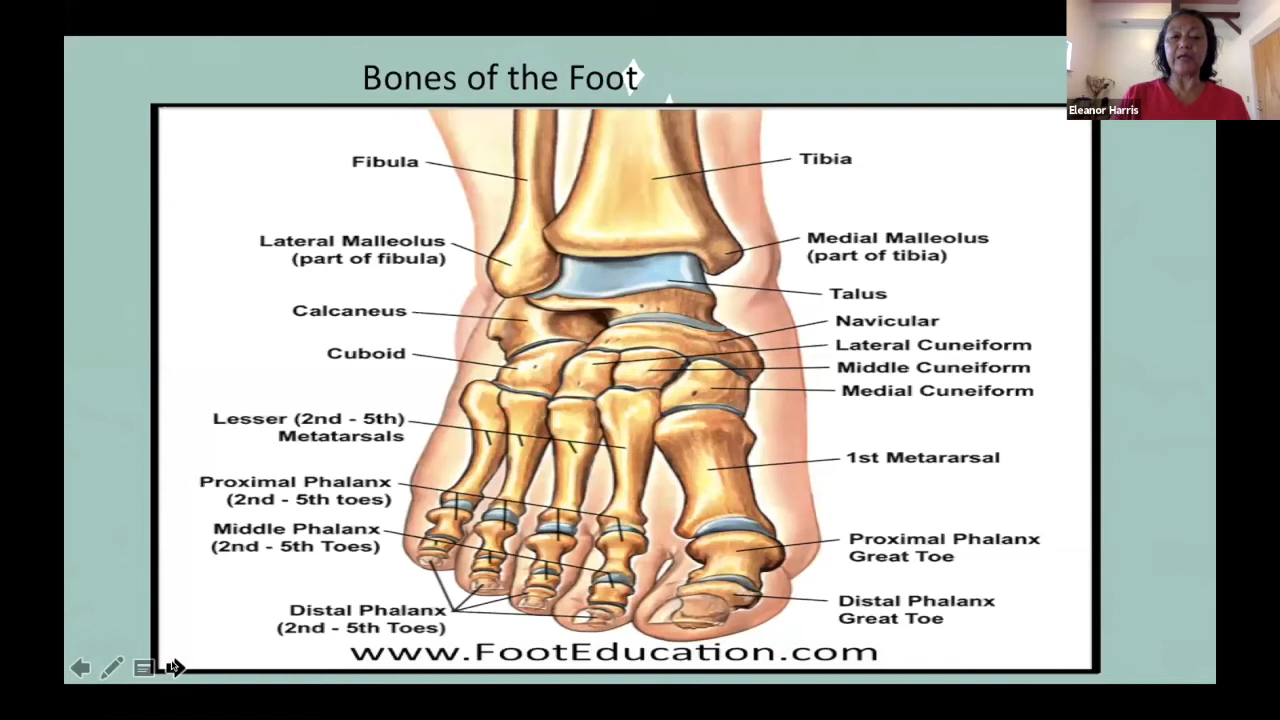 Bones of the Foot
Eleanor Harris
Fibula
Tibia
Lateral Malleolus
(part of fibula)
Medial Malleolus
(part of tibia)
Talus
Calcaneus
Navicular
Cuboid
Lateral Cuneiform
Middle Cuneiform
Medial Cuneiform
Lesser (2nd - 5th)
Metatarsals
1st Metararsal
Proximal Phalanx
(2nd - 5th toes)
Middle Phalanx
(2nd - 5th Toes)
Proximal Phalanx
Great Toe
Distal Phalanx
(2nd - 5th Toes)
Distal Phalanx
Great Toe
www.FootEducation.com